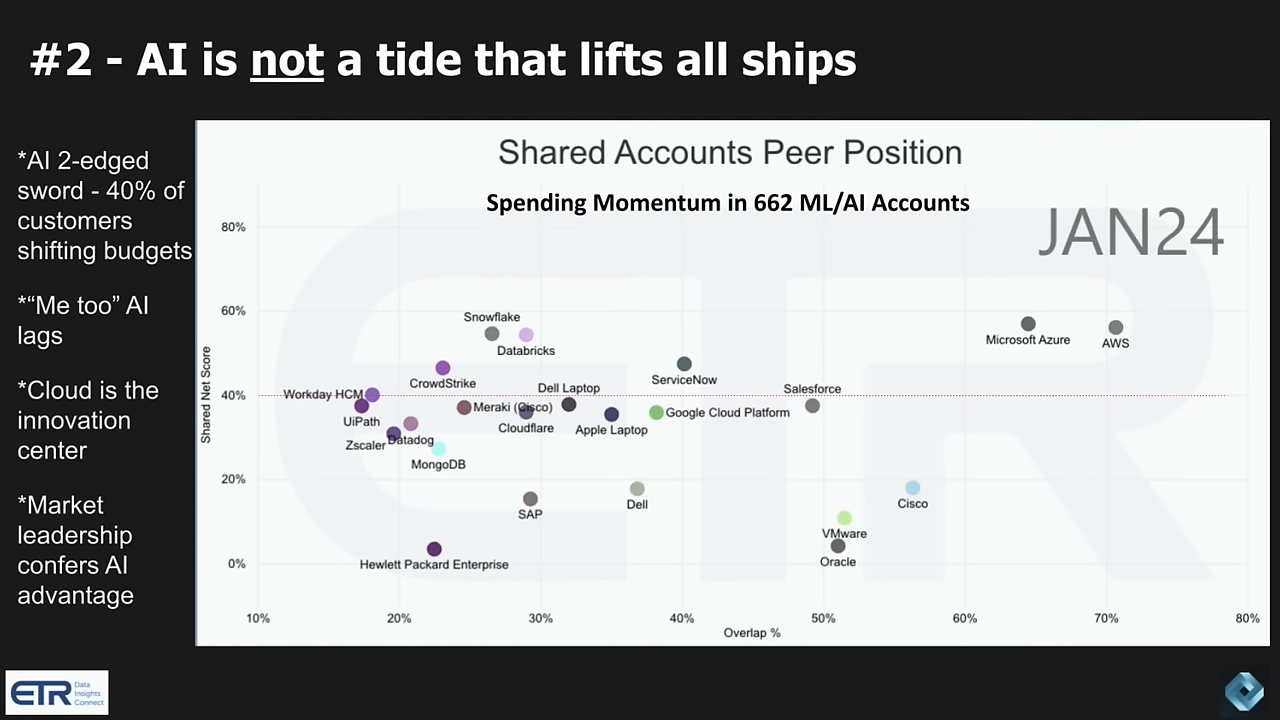 #2 - AI is not a tide that lifts all ships
*AI 2-edged
sword - 40% of
customers
shifting budgets
*“Me too” AI
lags
*Cloud is the
innovation
center
*Market
leadership
confers AI
advantage
Shared Accounts Peer Position
Spending Momentum in 662 ML/AI Accounts
JAN24
Shared Net Score
80%
60%
40%
20%
0%
Snowflake
Databricks
Microsoft Azure
AWS
CrowdStrike
ServiceNow
Workday HCM
Dell Laptop
Salesforce
UiPath
Meraki (Cisco)
Google Cloud Platform
Cloudflare
Apple Laptop
Zscaler
Datadog
MongoDB
SAP
Dell
Cisco
VMware
Oracle
Hewlett Packard Enterprise
10%
20%
30%
40%
50%
60%
70%
80%
Overlap %
ETR
Data
Insights
Connect